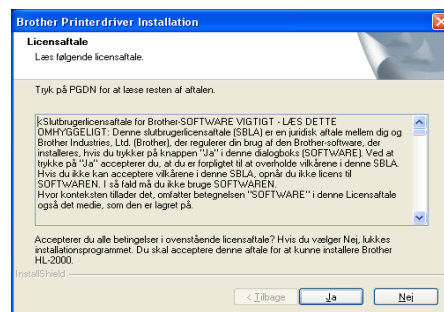 Brother Printerdriver Installation
Licensaftale
Læs følgende licensaftale.
Tryk på PGDN for at læse resten af aftalen.
kSlutbrugerlicensaftale for Brother-SOFTWARE VIGTIGT - LÆS DETTE
OMHYGGELIGT: Denne slutbrugerlicensaftale (SBLA) er en juridisk aftale mellem dig og
Brother Industries, Ltd. (Brother), der regulerer din brug af den Brother-software, der
installeres, hvis du trykker på knappen "Ja" i denne dialogboks (SOFTWARE). Ved at
trykke på "Ja" accepterer du, at du er forpligtet til at overholde vilkårene i denne SBLA.
Hvis du ikke kan acceptere vilkårene i denne SBLA, opnår du ikke licens til
SOFTWAREN. I så fald må du ikke bruge SOFTWAREN.
Hvor konteksten tillader det, omfatter betegnelsen "SOFTWARE" i denne Licensaftale
også det medie, som den er lagret på.
Accepterer du alle betingelser i ovenstående licensaftale? Hvis du vælger Nej, lukkes
installationsprogrammet. Du skal acceptere denne aftale for at kunne installere Brother
HL-2000.
InstallShield
< Tilbage
Ja
Nej